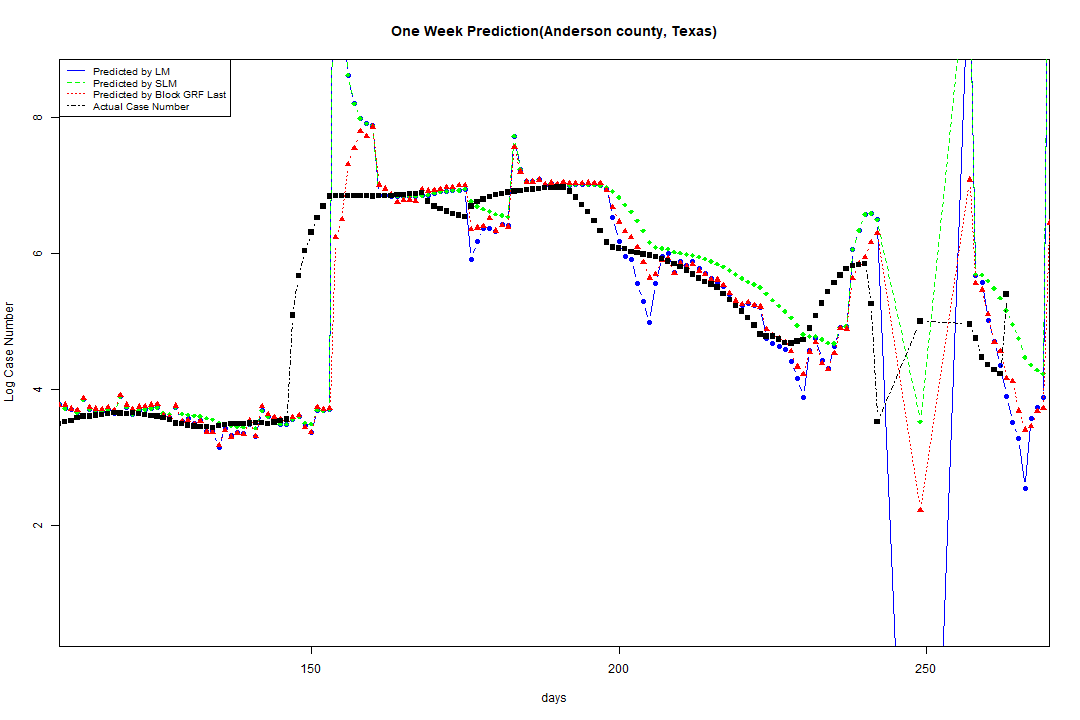 One Week Prediction(Anderson county, Texas)
Predicted by LM
Predicted by SLM
Predicted by Block GRF Last
Actual Case Number
8
6
4
2
Log Case Number
150 200 250
days